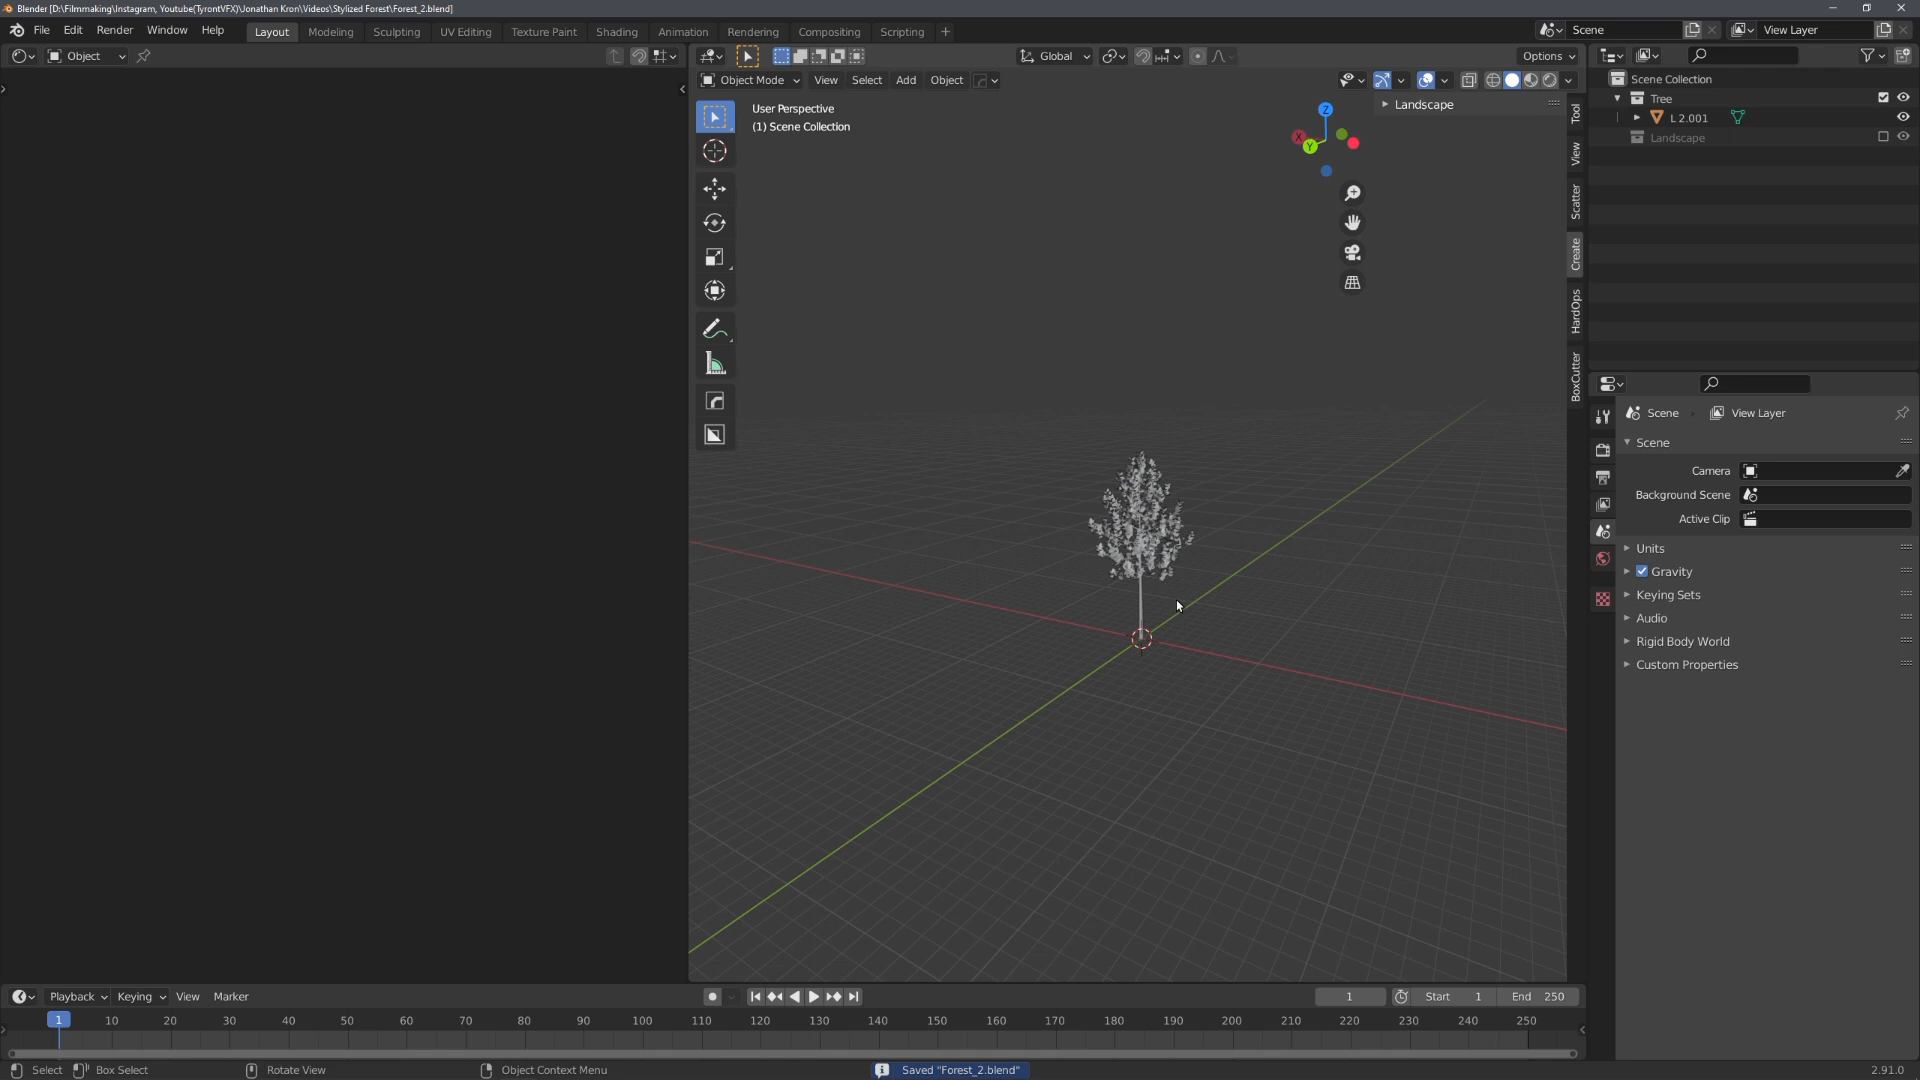 Blender [D:\Filmmaking\Instagram, Youtube(TyrontVFX)\Jonathan Kron\Videos\Stylized Forest\Forest_2.blend]
File Edit Render Window Help Layout Modeling Sculpting UV Editing Texture Paint Shading Animation Rendering Compositing Scripting Scene View Layer
Object Global Options
Object Mode View Select Add Object
User Perspective
(1) Scene Collection
Landscape
Z
X
Y
Tool
View
Scatter
Create
HardOps
BoxCutter
Scene Collection
Tree
L 2.001
Landscape
Scene View Layer
Scene
Camera
Background Scene
Active Clip
Units
Gravity
Keying Sets
Audio
Rigid Body World
Custom Properties
Playback Keying View Marker 1 Start 1 End 250
1 10 20 30 40 50 60 70 80 90 100 110 120 130 140 150 160 170 180 190 200 210 220 230 240 250
Select Box Select Rotate View Object Context Menu Saved "Forest_2.blend" 2.91.0